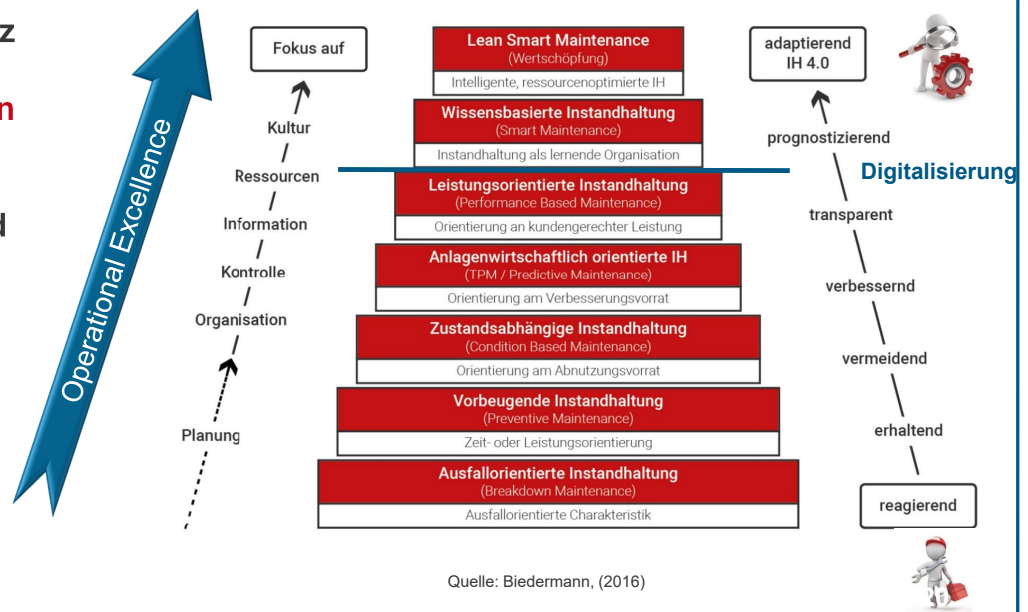 z
n
d
Operational Excellence
Fokus auf
Kultur
Ressourcen
Information
Kontrolle
Organisation
Planung
Lean Smart Maintenance
(Wertschöpfung)
Intelligente, ressourcenoptimierte IH
Wissensbasierte Instandhaltung
(Smart Maintenance)
Instandhaltung als lernende Organisation
Leistungsorientierte Instandhaltung
(Performance Based Maintenance)
Orientierung an kundengerechter Leistung
Anlagenwirtschaftlich orientierte IH
(TPM / Predictive Maintenance)
Orientierung am Verbesserungsvorrat
Zustandsabhängige Instandhaltung
(Condition Based Maintenance)
Orientierung am Abnutzungsvorrat
Vorbeugende Instandhaltung
(Preventive Maintenance)
Zeit- oder Leistungsorientierung
Ausfallorientierte Instandhaltung
(Breakdown Maintenance)
Ausfallorientierte Charakteristik
adaptierend
IH 4.0
prognostizierend
Digitalisierung
transparent
verbessernd
vermeidend
erhaltend
reagierend
Quelle: Biedermann, (2016)